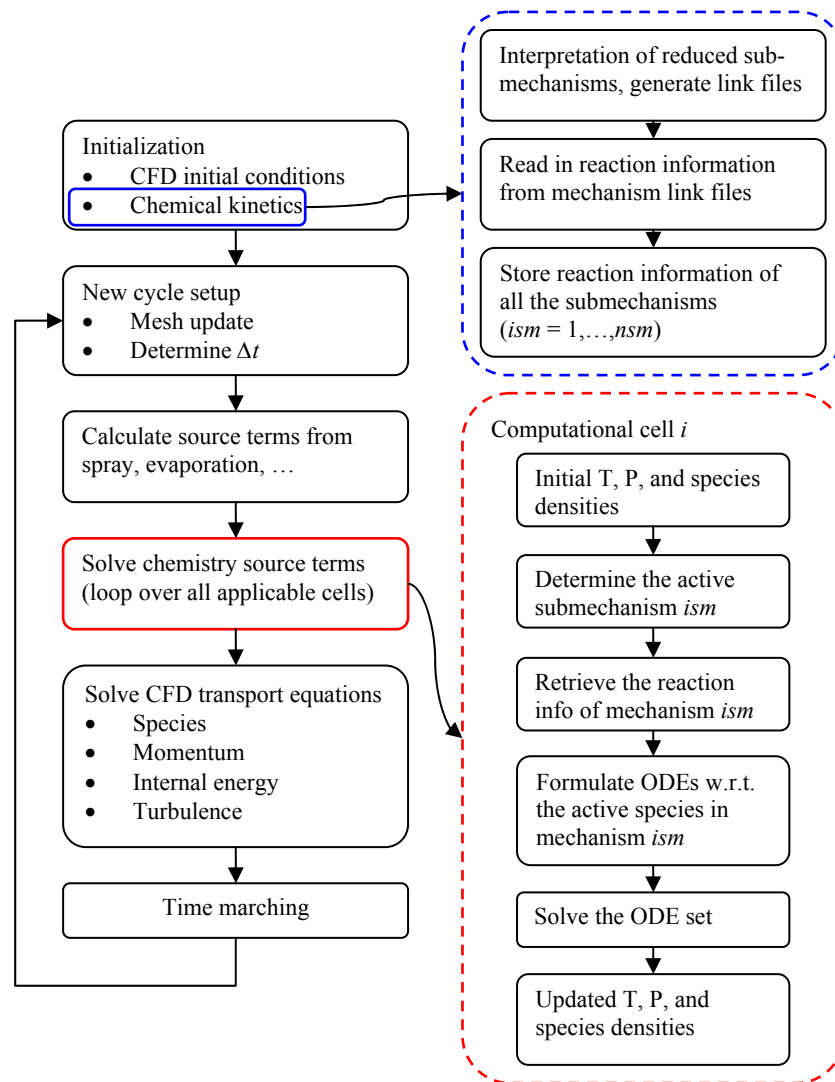 Initialization
• CFD initial conditions
• Chemical kinetics
New cycle setup
• Mesh update
• Determine Δt
Calculate source terms from
spray, evaporation, …
Solve chemistry source terms
(loop over all applicable cells)
Solve CFD transport equations
• Species
• Momentum
• Internal energy
• Turbulence
Time marching
Interpretation of reduced sub-
mechanisms, generate link files
Read in reaction information
from mechanism link files
Store reaction information of
all the submechanisms
(ism = 1,…,nsm)
Computational cell i
Initial T, P, and species
densities
Determine the active
submechanism ism
Retrieve the reaction
info of mechanism ism
Formulate ODEs w.r.t.
the active species in
mechanism ism
Solve the ODE set
Updated T, P, and
species densities